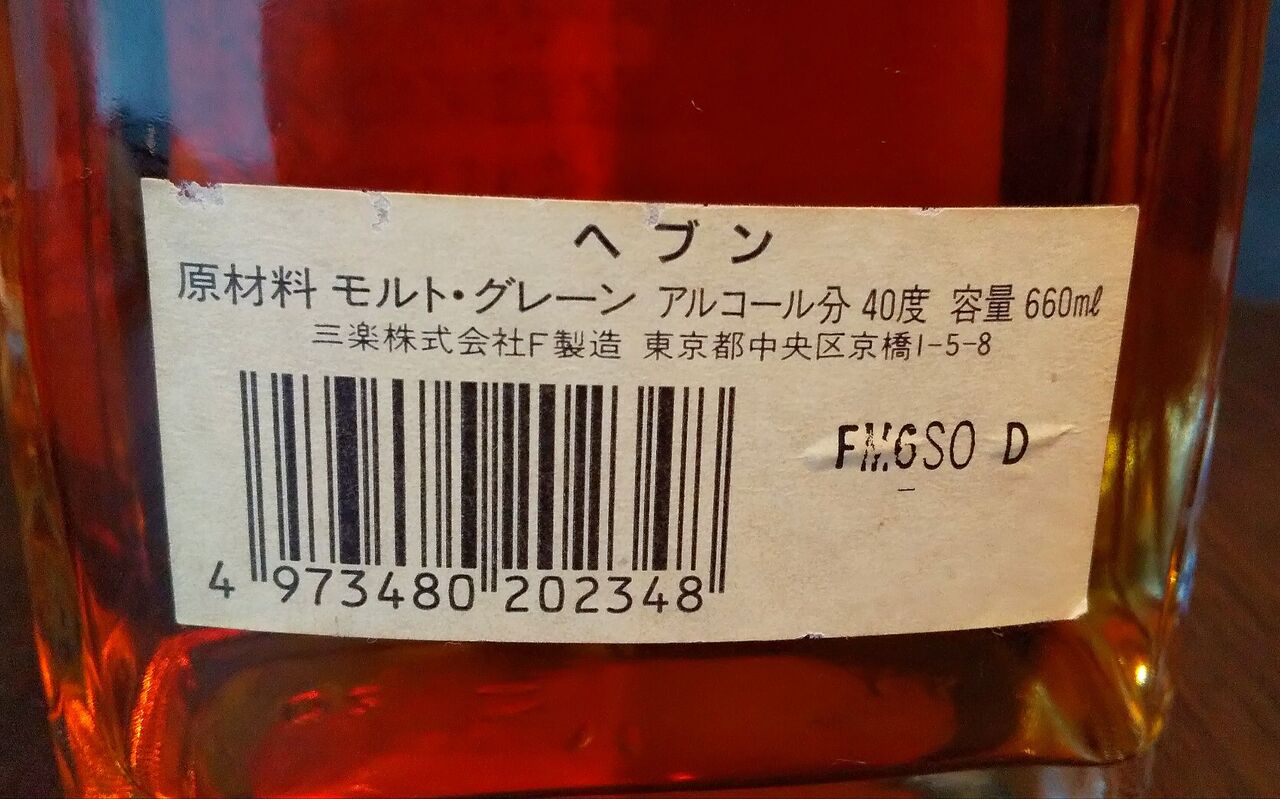 ヘブン
原材料 モルト・グレーン アルコール分 40度 容量 660mℓ
三楽株式会社F製造 東京都中央区京橋1-5-8
FM6SO D
4 973480 202348